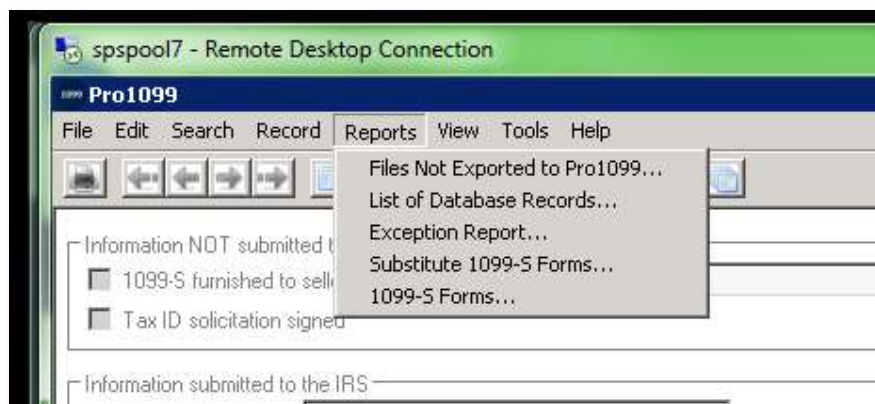 spspool7 - Remote Desktop Connection
Pro1099
File Edit Search Record Reports View Tools Help
Files Not Exported to Pro1099...
List of Database Records...
Exception Report...
Substitute 1099-S Forms...
1099-S Forms...
Information NOT submitted t
1099-S furnished to selle
Tax ID solicitation signed
Information submitted to the IRS